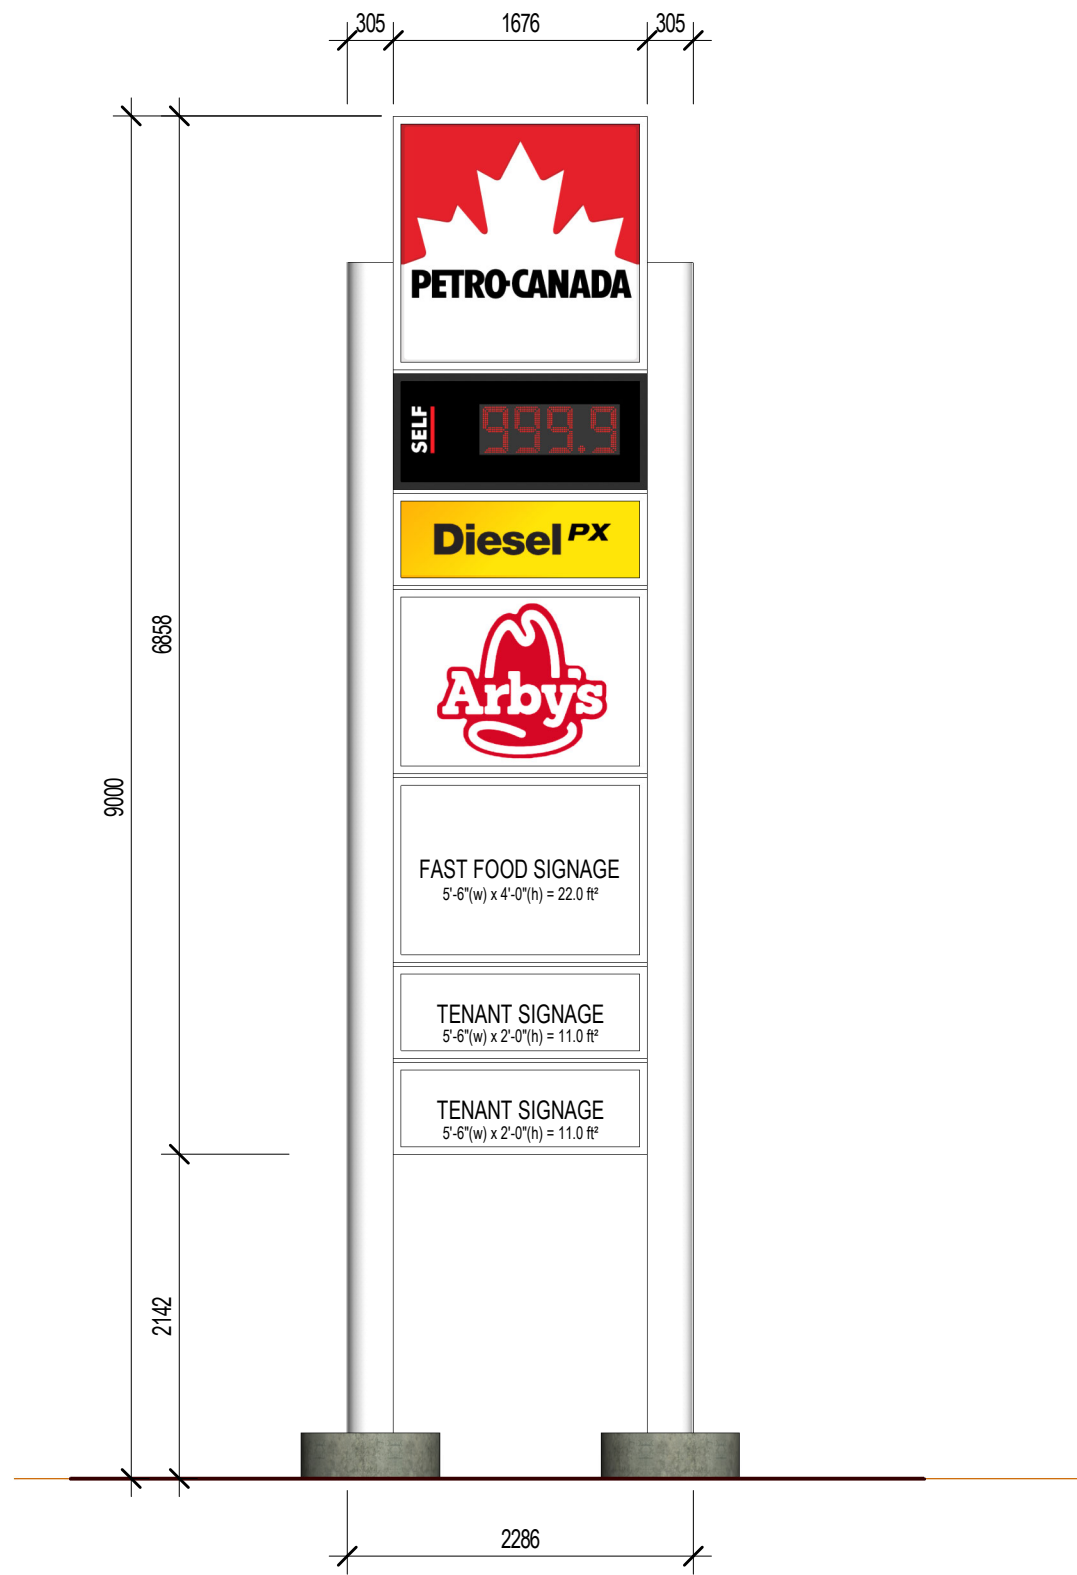 305 1676 305
PETRO-CANADA
SELF
999.9
Diesel PX
6858
Arby's
9000
FAST FOOD SIGNAGE
5'-6"(w) x 4'-0"(h) = 22.0 ft²
TENANT SIGNAGE
5'-6"(w) x 2'-0"(h) = 11.0 ft²
TENANT SIGNAGE
5'-6"(w) x 2'-0"(h) = 11.0 ft²
2142
2286